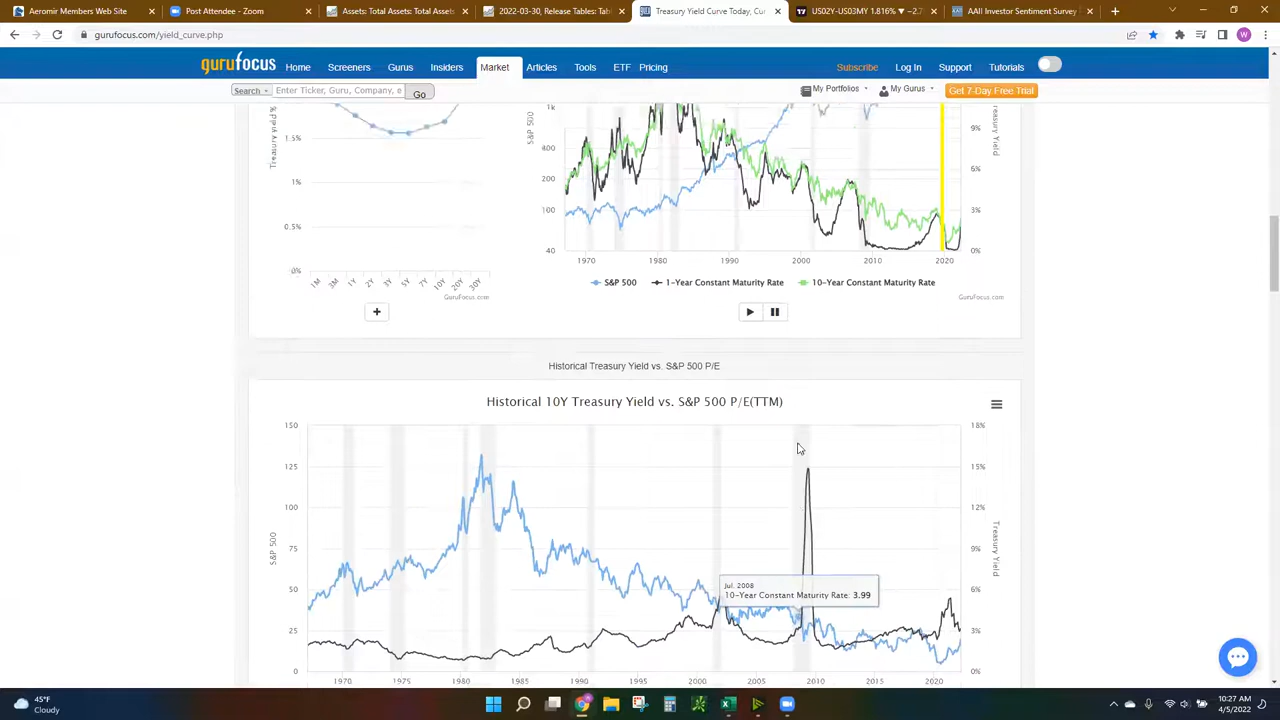 Aeromir Members Web Site
Post Attendee - Zoom
Assets: Total Assets: Total Assets
2022-03-30, Release Tables: Tab
Treasury Yield Curve Today, Cur
US02Y-US03MY 1.816% −2.7
AAII Investor Sentiment Survey
gurufocus.com/yield_curve.php
W
gurufocus
Home
Screeners
Gurus
Insiders
Market
Articles
Tools
ETF
Pricing
Subscribe
Log In
Support
Tutorials
Search
Enter Ticker, Guru, Company, e
Go
My Portfolios
My Gurus
Get 7-Day Free Trial
Treasury Yield %
1.5%
1%
0.5%
0%
1M 3M 1Y 2Y 3Y 5Y 7Y 10Y 20Y 30Y
GuruFocus.com
S&P 500
1k
800
200
100
40
9%
6%
3%
0%
1970 1980 1990 2000 2010 2020
S&P 500
1-Year Constant Maturity Rate
10-Year Constant Maturity Rate
GuruFocus.com
+
Historical Treasury Yield vs. S&P 500 P/E
Historical 10Y Treasury Yield vs. S&P 500 P/E(TTM)
150
125
100
75
50
25
0
S&P 500
18%
15%
12%
9%
6%
3%
0%
Treasury Yield
Jul. 2008
10-Year Constant Maturity Rate: 3.99
1970 1975 1980 1985 1990 1995 2000 2005 2010 2015 2020
45°F
Cloudy
10:27 AM
4/5/2022